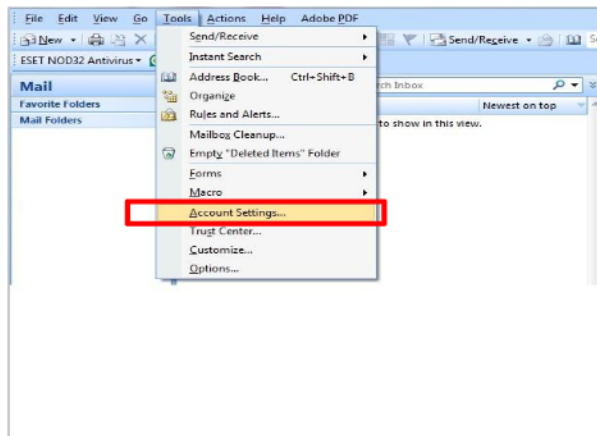 File Edit View Go Tools Actions Help Adobe PDF
New Send/Receive
ESET NOD32 Antivirus
Send/Receive
Instant Search
Address Book... Ctrl+Shift+B
Organize
Rules and Alerts...
Mailbox Cleanup...
Empty "Deleted Items" Folder
Forms
Macro
Account Settings...
Trust Center...
Customize...
Options...
Mail
Favorite Folders
Mail Folders
rch Inbox
Newest on top
to show in this view.